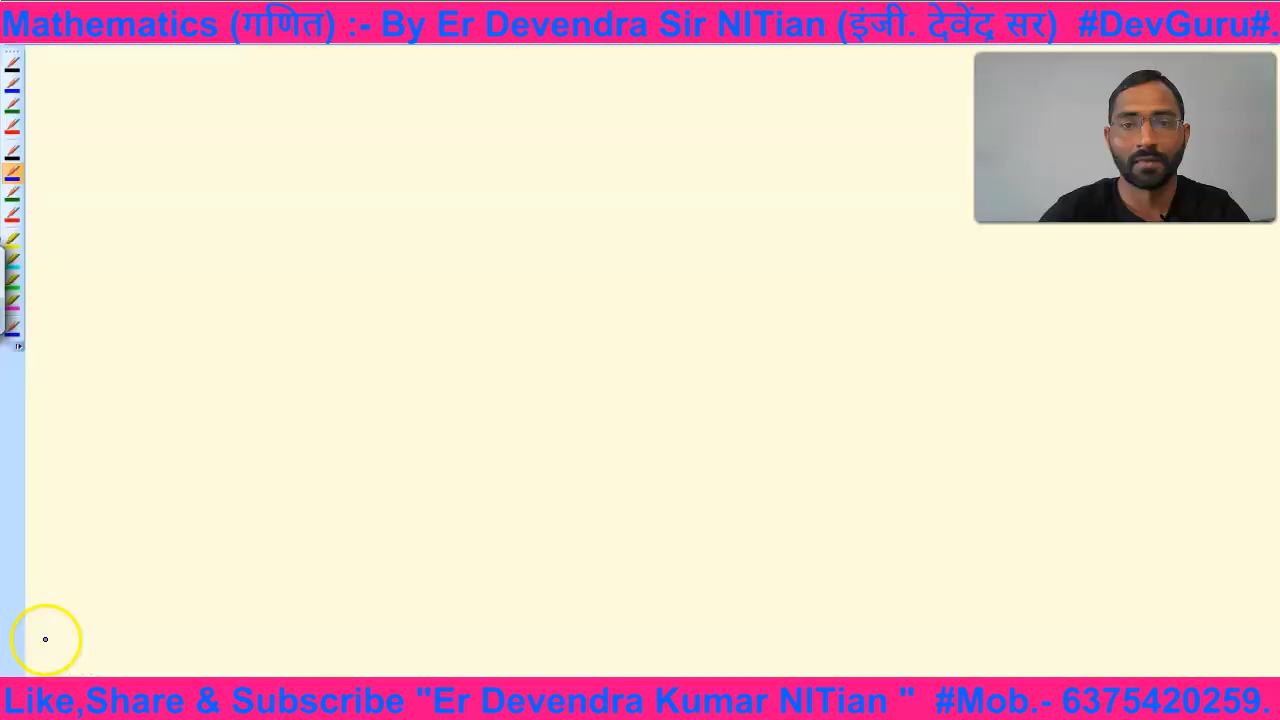 Mathematics (गणित) :- By Er Devendra Sir NITian (इंजी. देवेंद्र सर)  #DevGuru#.
Like,Share & Subscribe "Er Devendra Kumar NITian "  #Mob.- 6375420259.